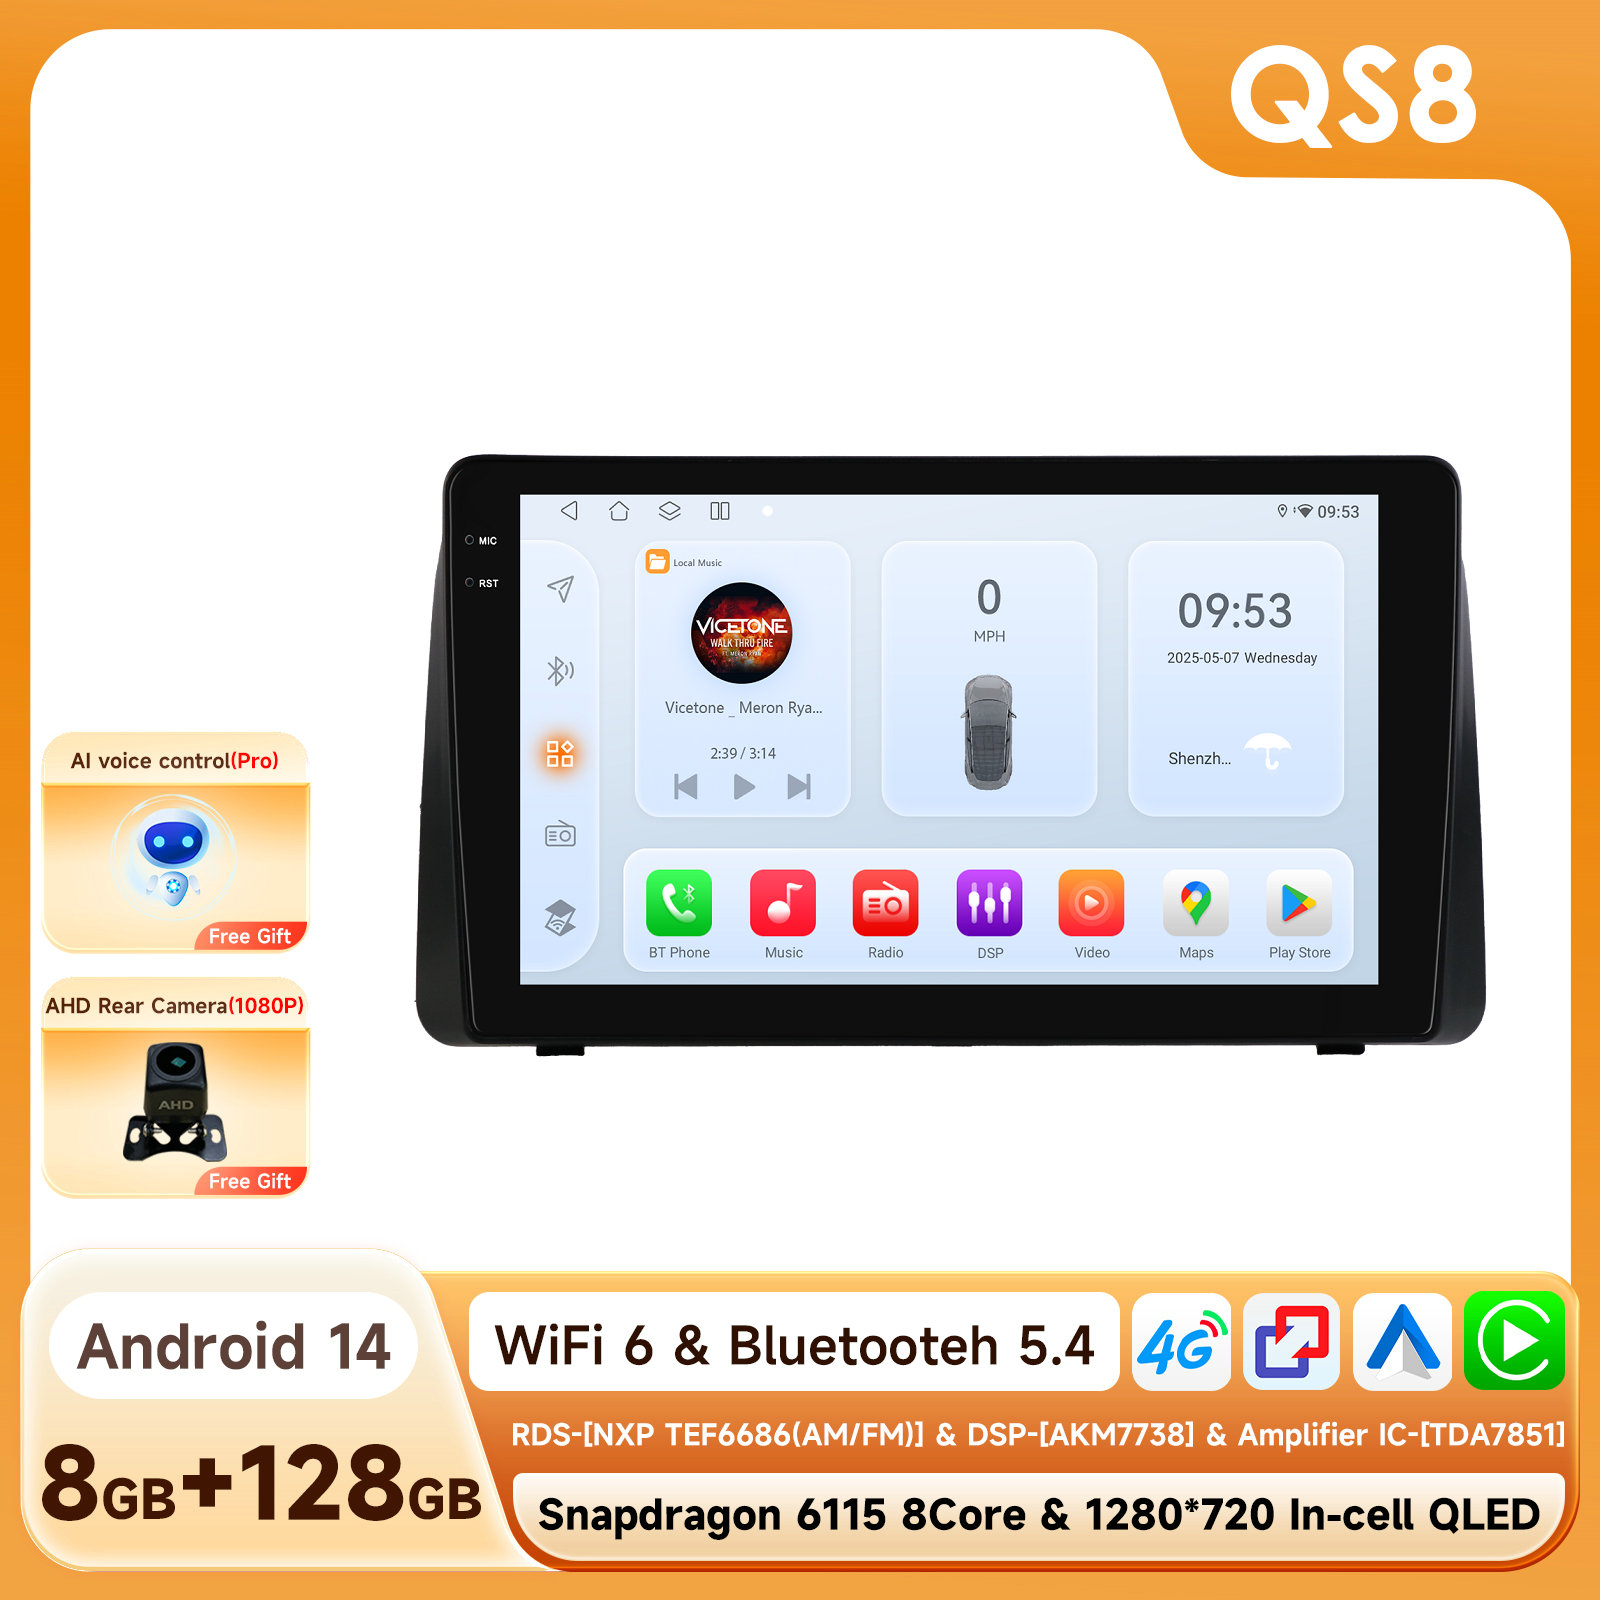 QS8
MIC
RST
09:53
Local Music
VICETONE
WALK THRU FIRE
FT. MERON RYAN
Vicetone _ Meron Rya...
2:39 / 3:14
0
MPH
09:53
2025-05-07 Wednesday
Shenzh...
BT Phone
Music
Radio
DSP
Video
Maps
Play Store
AI voice control(Pro)
Free Gift
AHD Rear Camera(1080P)
AHD
Free Gift
Android 14
8GB+128GB
WiFi 6 & Bluetooteh 5.4
4G
RDS-[NXP TEF6686(AM/FM)] & DSP-[AKM7738] & Amplifier IC-[TDA7851]
Snapdragon 6115 8Core & 1280*720 In-cell QLED